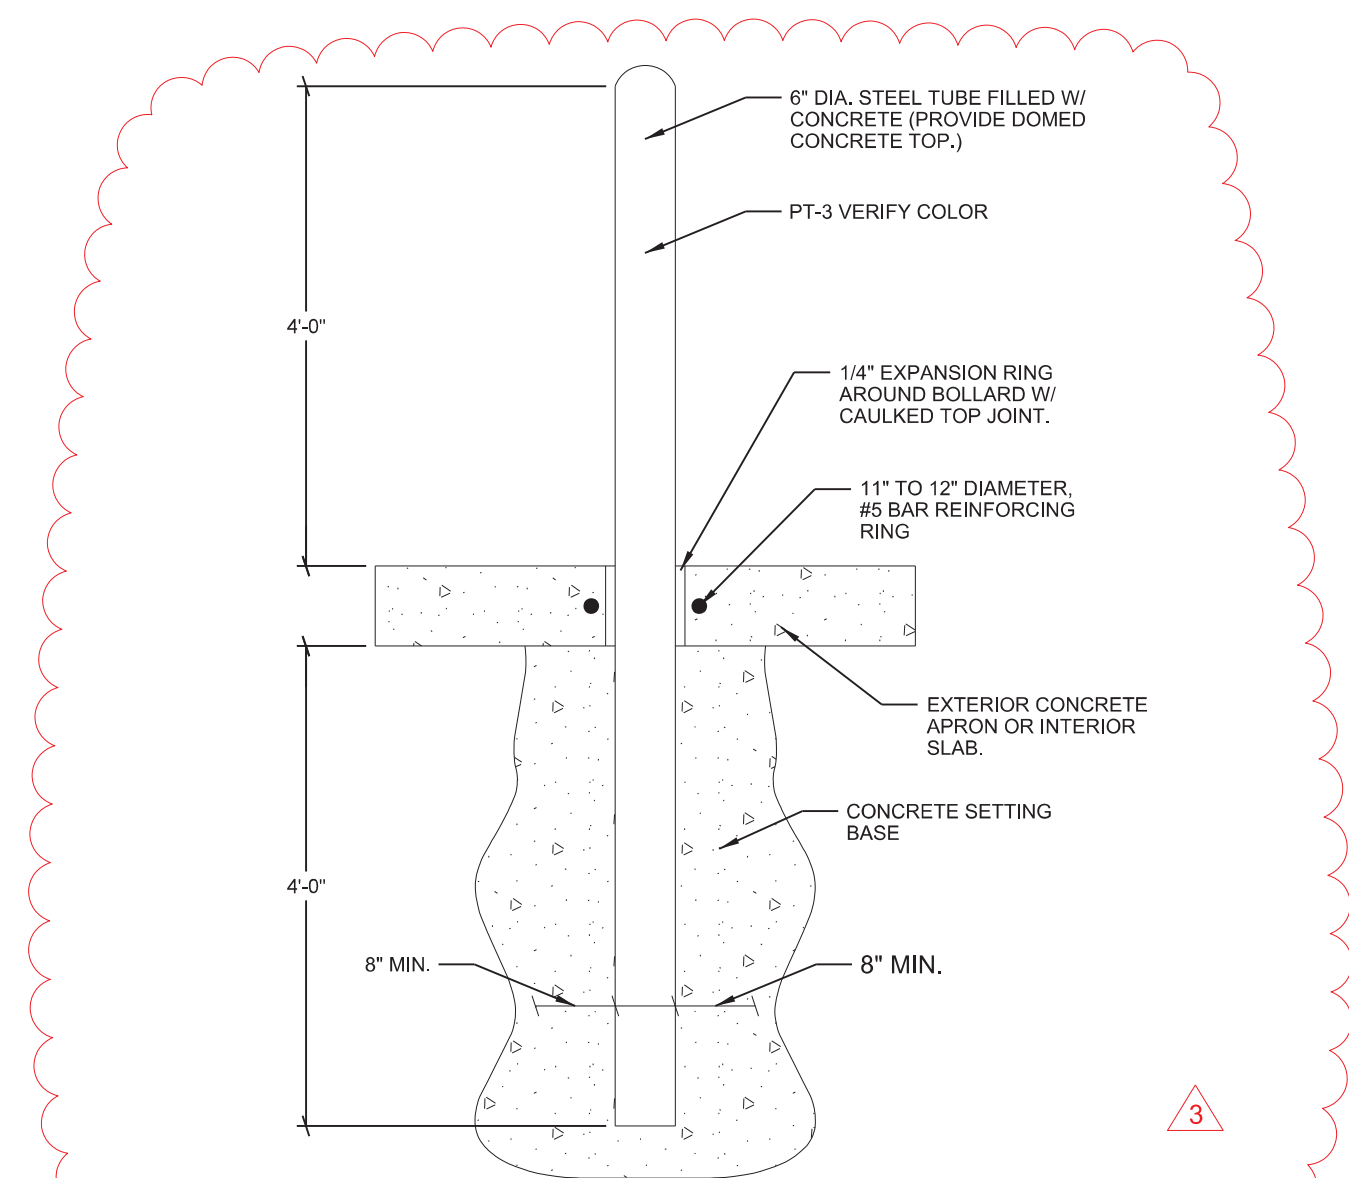 6" DIA. STEEL TUBE FILLED W/
CONCRETE (PROVIDE DOMED
CONCRETE TOP.)
PT-3 VERIFY COLOR
4'-0"
1/4" EXPANSION RING
AROUND BOLLARD W/
CAULKED TOP JOINT.
11" TO 12" DIAMETER,
#5 BAR REINFORCING
RING
EXTERIOR CONCRETE
APRON OR INTERIOR
SLAB.
CONCRETE SETTING
BASE
4'-0"
8" MIN.
8" MIN.
3